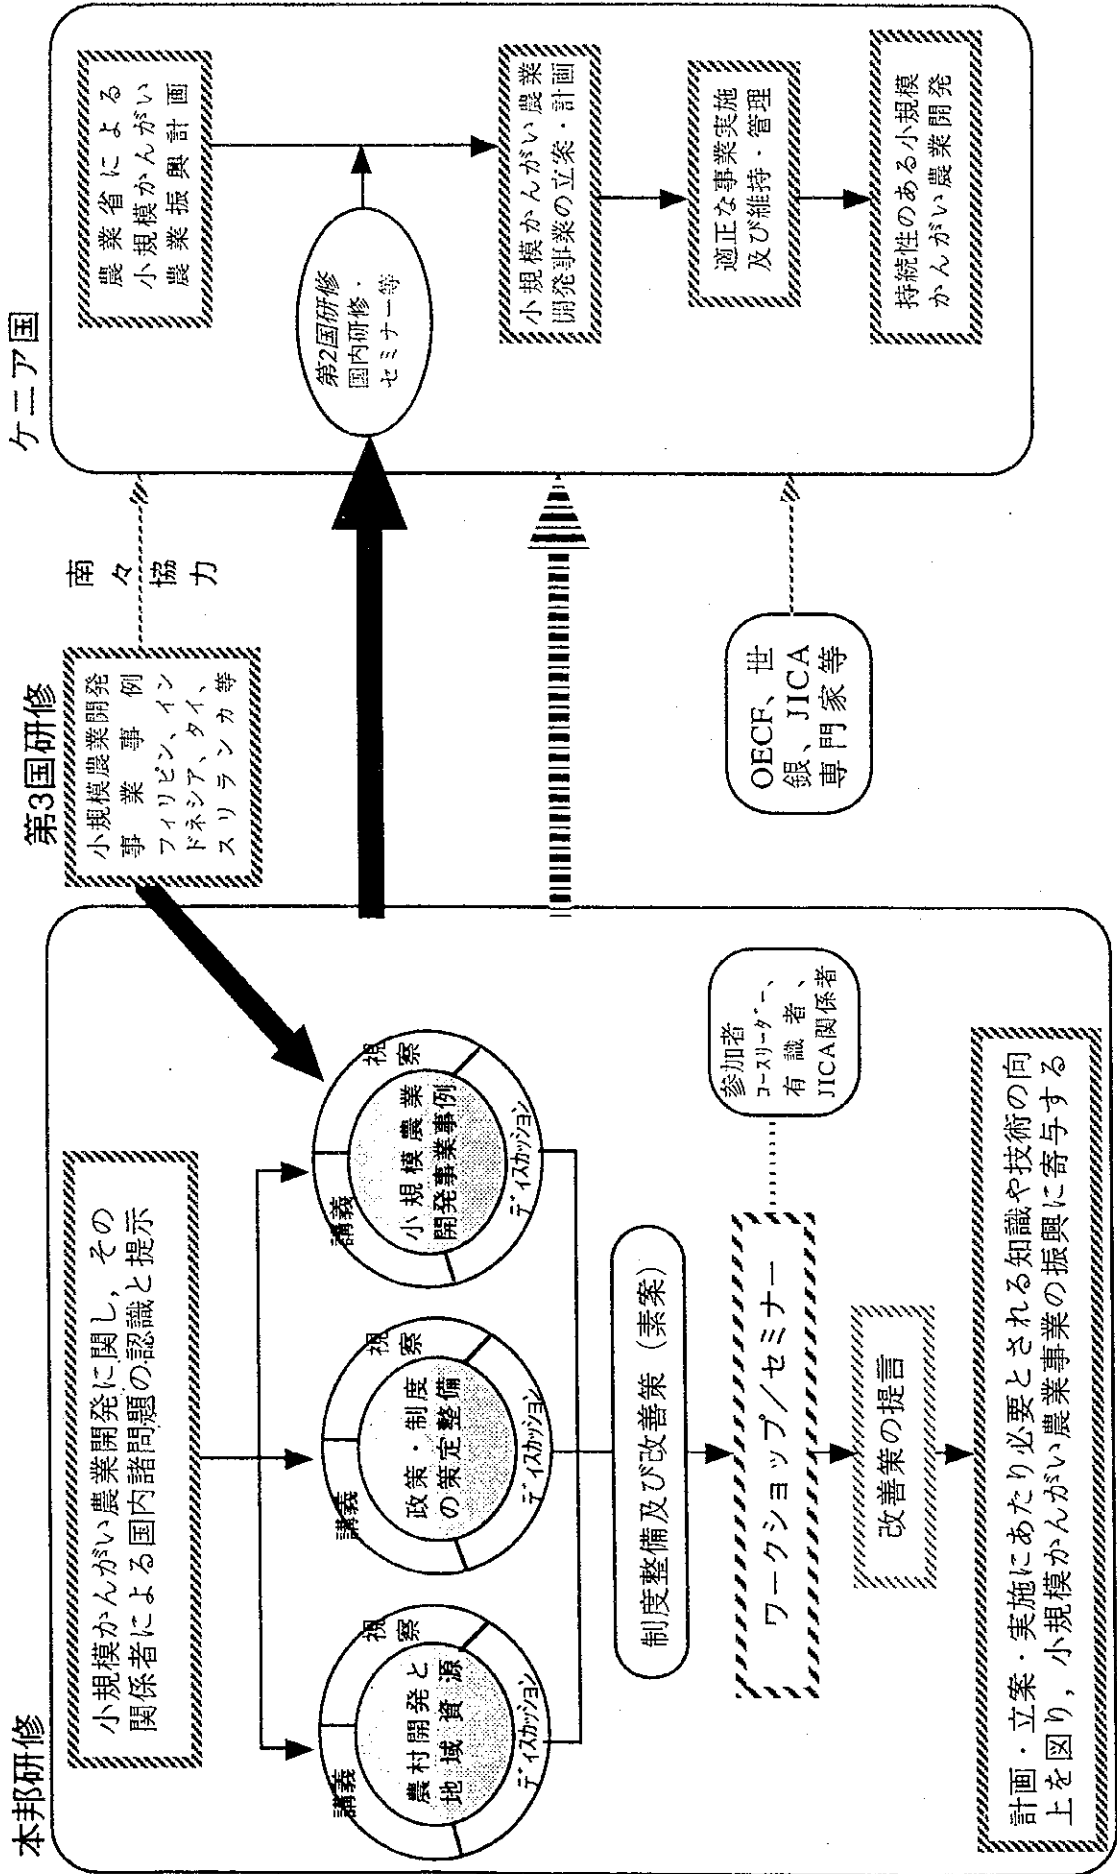 本邦研修
小規模かんがい農業開発に関し，その
関係者による国内諸問題の認識と提示
講義
視察
農村開発と
地域資源
ディスカッション
講義
視察
政策・制度
の策定整備
ディスカッション
講義
視察
小規模農業
開発事業事例
ディスカッション
制度整備及び改善策（素案）
ワークショップ／セミナー
参加者
コースリーダー、
有識者、
JICA関係者
改善策の提言
計画・立案・実施にあたり必要とされる知識や技術の向
上を図り，小規模かんがい農業事業の振興に寄与する
第3国研修
小規模農業開発
事業事例
フィリピン、イン
ドネシア、タイ、
スリランカ等
南々協力
OECF、世
銀、JICA
専門家等
ケニア国
農業省による
小規模かんがい
農業振興計画
第2国研修
国内研修・
セミナー等
小規模かんがい農業
開発事業の立案・計画
適正な事業実施
及び維持・管理
持続性のある小規模
かんがい農業開発